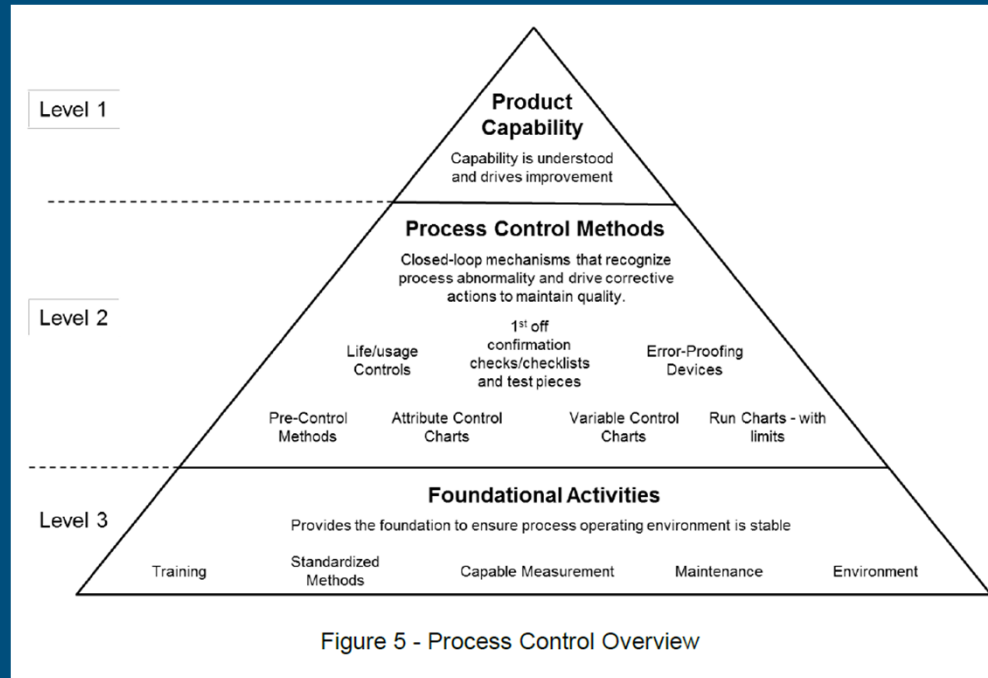 Level 1
Product
Capability
Capability is understood
and drives improvement
Level 2
Process Control Methods
Closed-loop mechanisms that recognize
process abnormality and drive corrective
actions to maintain quality.
Life/usage
Controls
1st off
confirmation
checks/checklists
and test pieces
Error-Proofing
Devices
Pre-Control
Methods
Attribute Control
Charts
Variable Control
Charts
Run Charts - with
limits
Level 3
Foundational Activities
Provides the foundation to ensure process operating environment is stable
Training
Standardized
Methods
Capable Measurement
Maintenance
Environment
Figure 5 - Process Control Overview